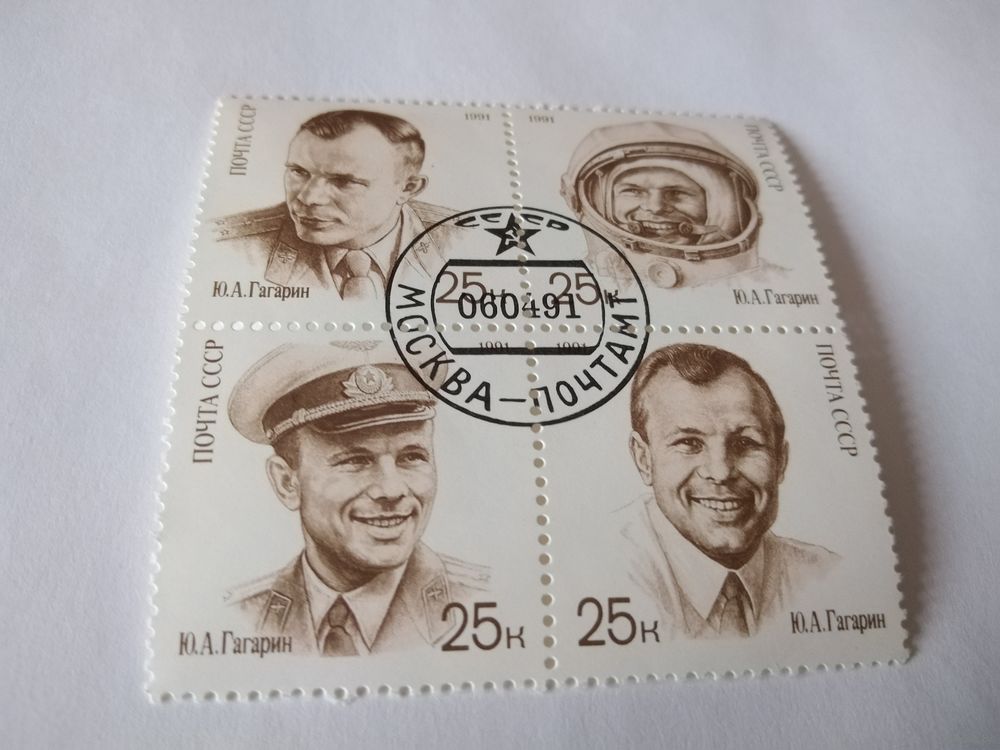 ПОЧТА СССР
1991
Ю.А.Гагарин
25к
1991
ПОЧТА СССР
25к
Ю.А.Гагарин
СССР
060491
МОСКВА–ПОЧТАМТ
ПОЧТА СССР
1991
Ю.А.Гагарин
25к
1991
ПОЧТА СССР
25к
Ю.А.Гагарин